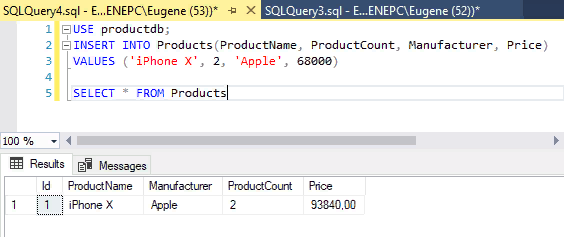 SQLQuery4.sql - E...ENEPC\Eugene (53))* SQLQuery3.sql - E...ENEPC\Eugene (52))*
1 USE productdb;
2 INSERT INTO Products(ProductName, ProductCount, Manufacturer, Price)
3 VALUES ('iPhone X', 2, 'Apple', 68000)
4
5 SELECT * FROM Products
100 %
Results Messages
Id ProductName Manufacturer ProductCount Price
1 1 iPhone X Apple 2 93840,00